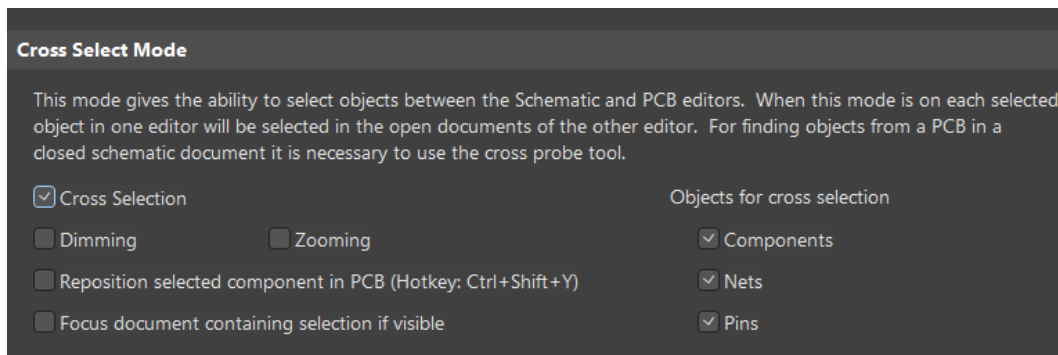 Cross Select Mode
This mode gives the ability to select objects between the Schematic and PCB editors.  When this mode is on each selected
object in one editor will be selected in the open documents of the other editor.  For finding objects from a PCB in a
closed schematic document it is necessary to use the cross probe tool.
Cross Selection
Objects for cross selection
Dimming
Zooming
Components
Reposition selected component in PCB (Hotkey: Ctrl+Shift+Y)
Nets
Focus document containing selection if visible
Pins